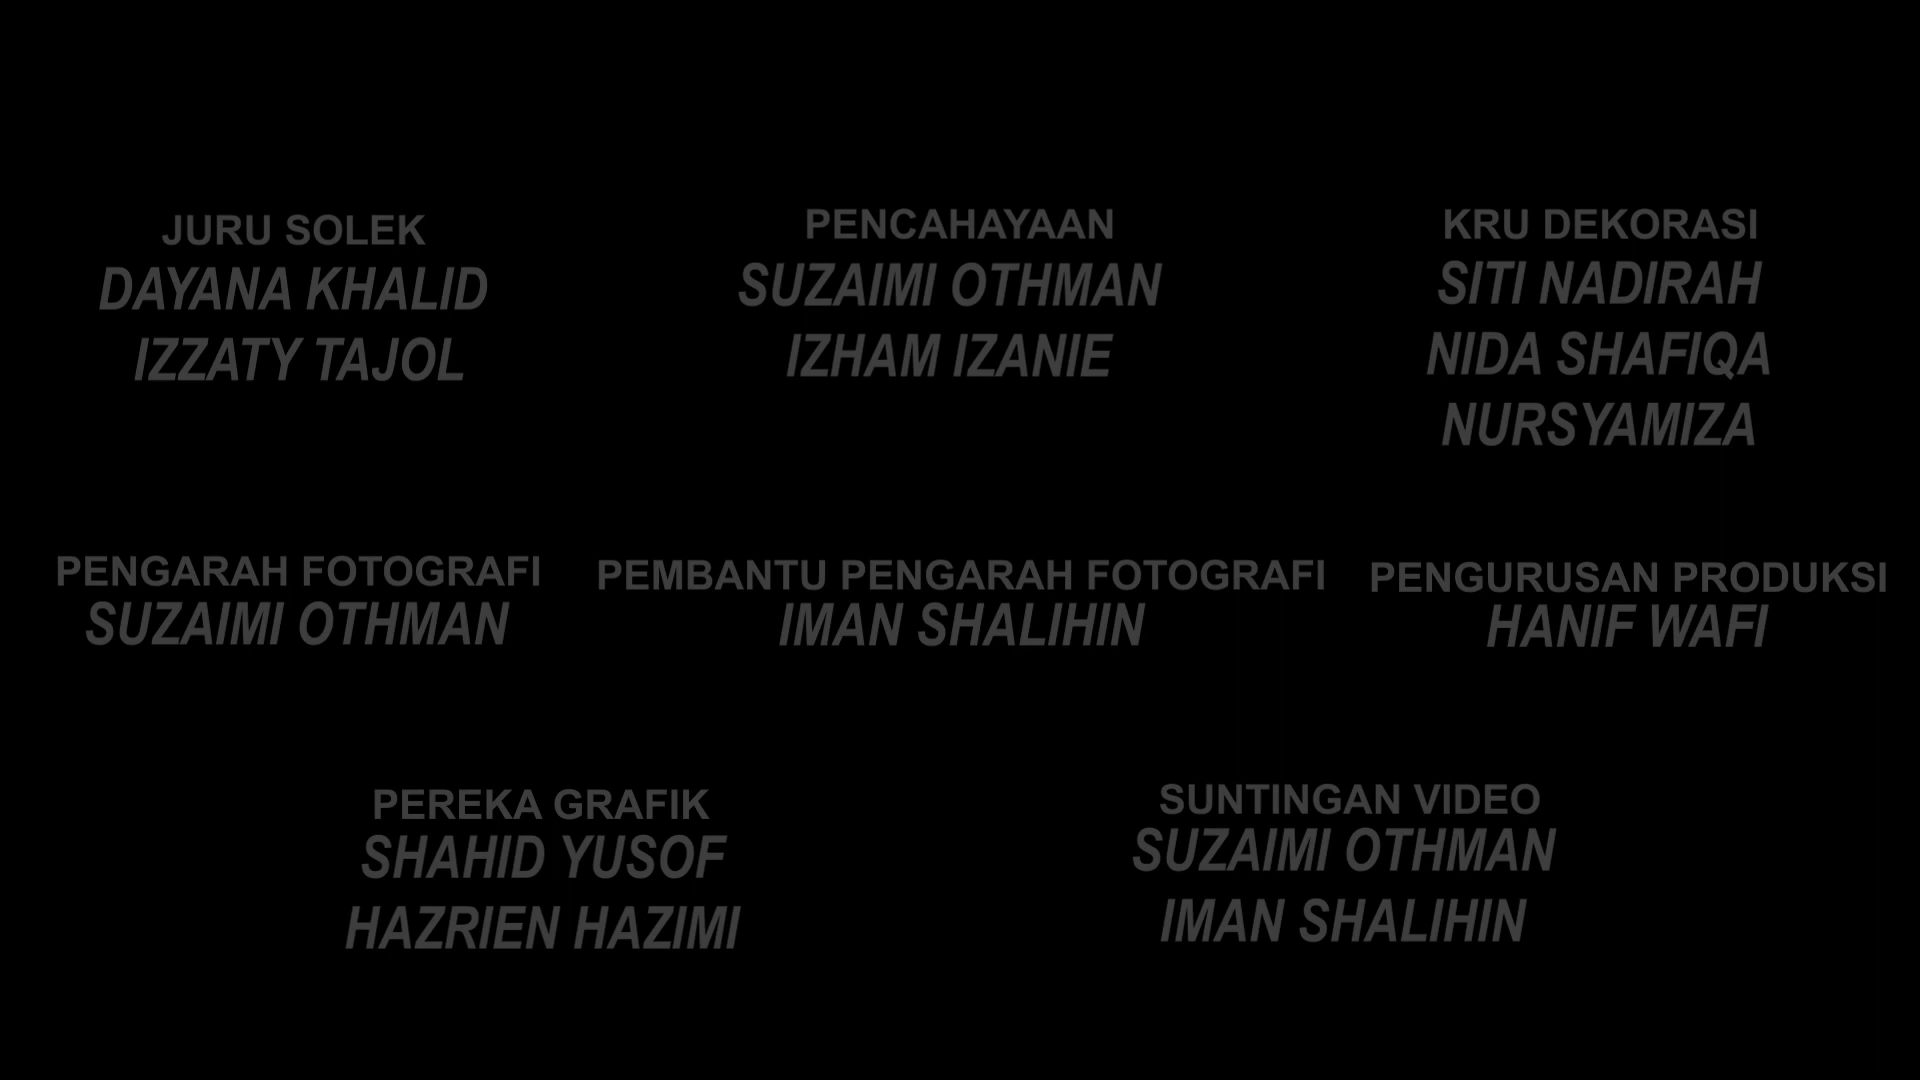 JURU SOLEK
DAYANA KHALID
IZZATY TAJOL
PENCAHAYAAN
SUZAIMI OTHMAN
IZHAM IZANIE
KRU DEKORASI
SITI NADIRAH
NIDA SHAFIQA
NURSYAMIZA
PENGARAH FOTOGRAFI
SUZAIMI OTHMAN
PEMBANTU PENGARAH FOTOGRAFI
IMAN SHALIHIN
PENGURUSAN PRODUKSI
HANIF WAFI
PEREKA GRAFIK
SHAHID YUSOF
HAZRIEN HAZIMI
SUNTINGAN VIDEO
SUZAIMI OTHMAN
IMAN SHALIHIN